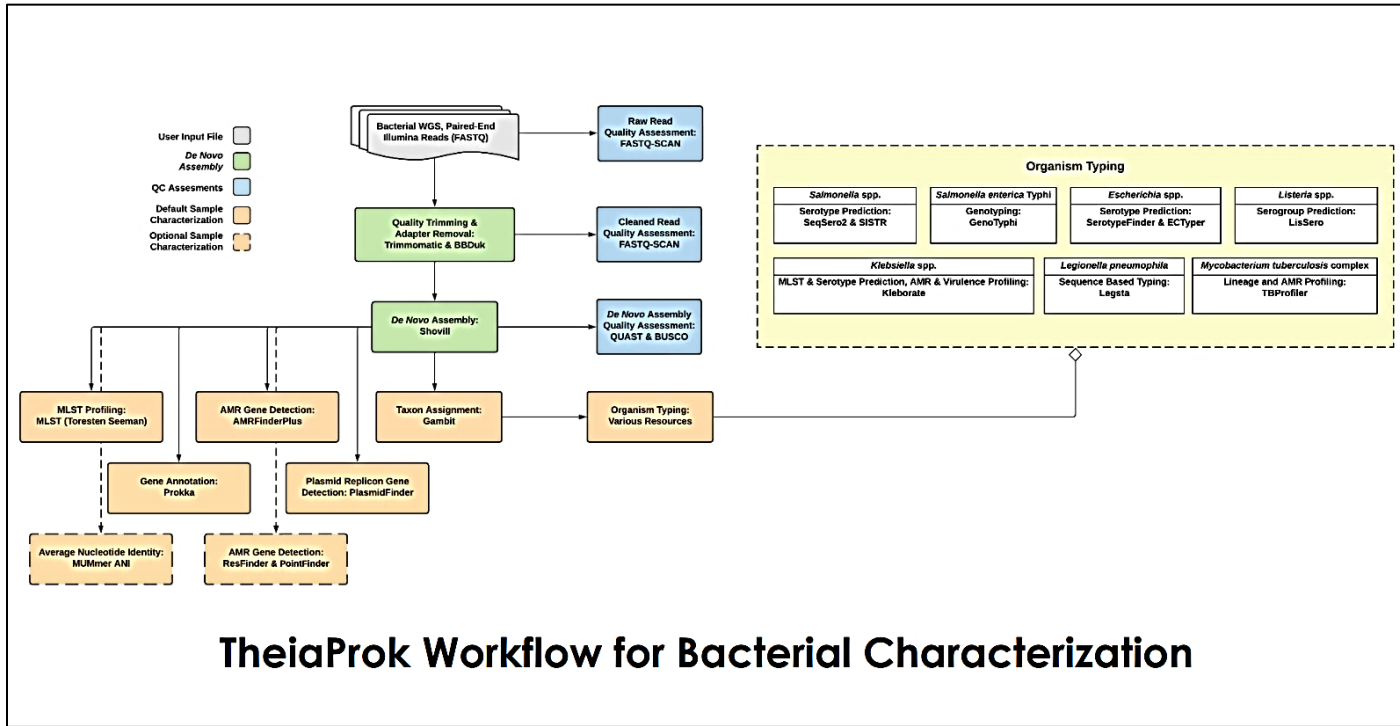 User Input File
De Novo
Assembly
QC Assesments
Default Sample
Characterization
Optional Sample
Characterization
Bacterial WGS, Paired-End
Illumina Reads (FASTQ)
Raw Read
Quality Assessment:
FASTQ-SCAN
Quality Trimming &
Adapter Removal:
Trimmomatic & BBDuk
Cleaned Read
Quality Assessment:
FASTQ-SCAN
De Novo Assembly:
Shovill
De Novo Assembly
Quality Assessment:
QUAST & BUSCO
MLST Profiling:
MLST (Toresten Seeman)
AMR Gene Detection:
AMRFinderPlus
Taxon Assignment:
Gambit
Organism Typing:
Various Resources
Gene Annotation:
Prokka
Plasmid Replicon Gene
Detection: PlasmidFinder
Average Nucleotide Identity:
MUMmer ANI
AMR Gene Detection:
ResFinder & PointFinder
Organism Typing
Salmonella spp.
Serotype Prediction:
SeqSero2 & SISTR
Salmonella enterica Typhi
Genotyping:
GenoTyphi
Escherichia spp.
Serotype Prediction:
SerotypeFinder & ECTyper
Listeria spp.
Serogroup Prediction:
LisSero
Klebsiella spp.
MLST & Serotype Prediction, AMR & Virulence Profiling:
Kleborate
Legionella pneumophila
Sequence Based Typing:
Legsta
Mycobacterium tuberculosis complex
Lineage and AMR Profiling:
TBProfiler
TheiaProk Workflow for Bacterial Characterization